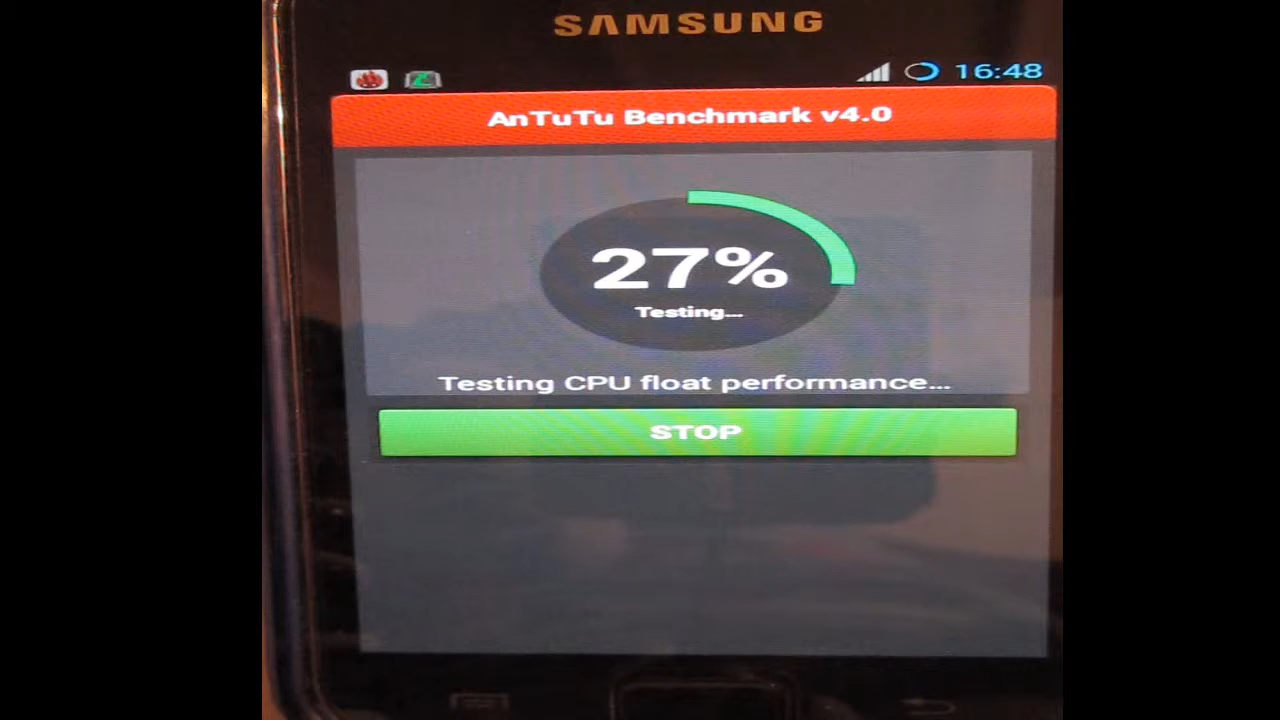 SAMSUNG
16:48
AnTuTu Benchmark v4.0
27%
Testing...
Testing CPU float performance...
STOP